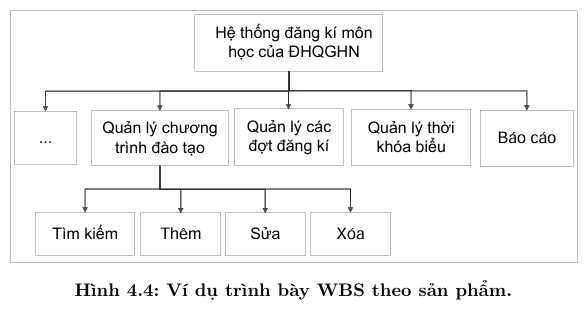 Hệ thống đăng kí môn
học của ĐHQGHN
...
Quản lý chương
trình đào tạo
Quản lý các
đợt đăng kí
Quản lý thời
khóa biểu
Báo cáo
Tìm kiếm
Thêm
Sửa
Xóa
Hình 4.4: Ví dụ trình bày WBS theo sản phẩm.